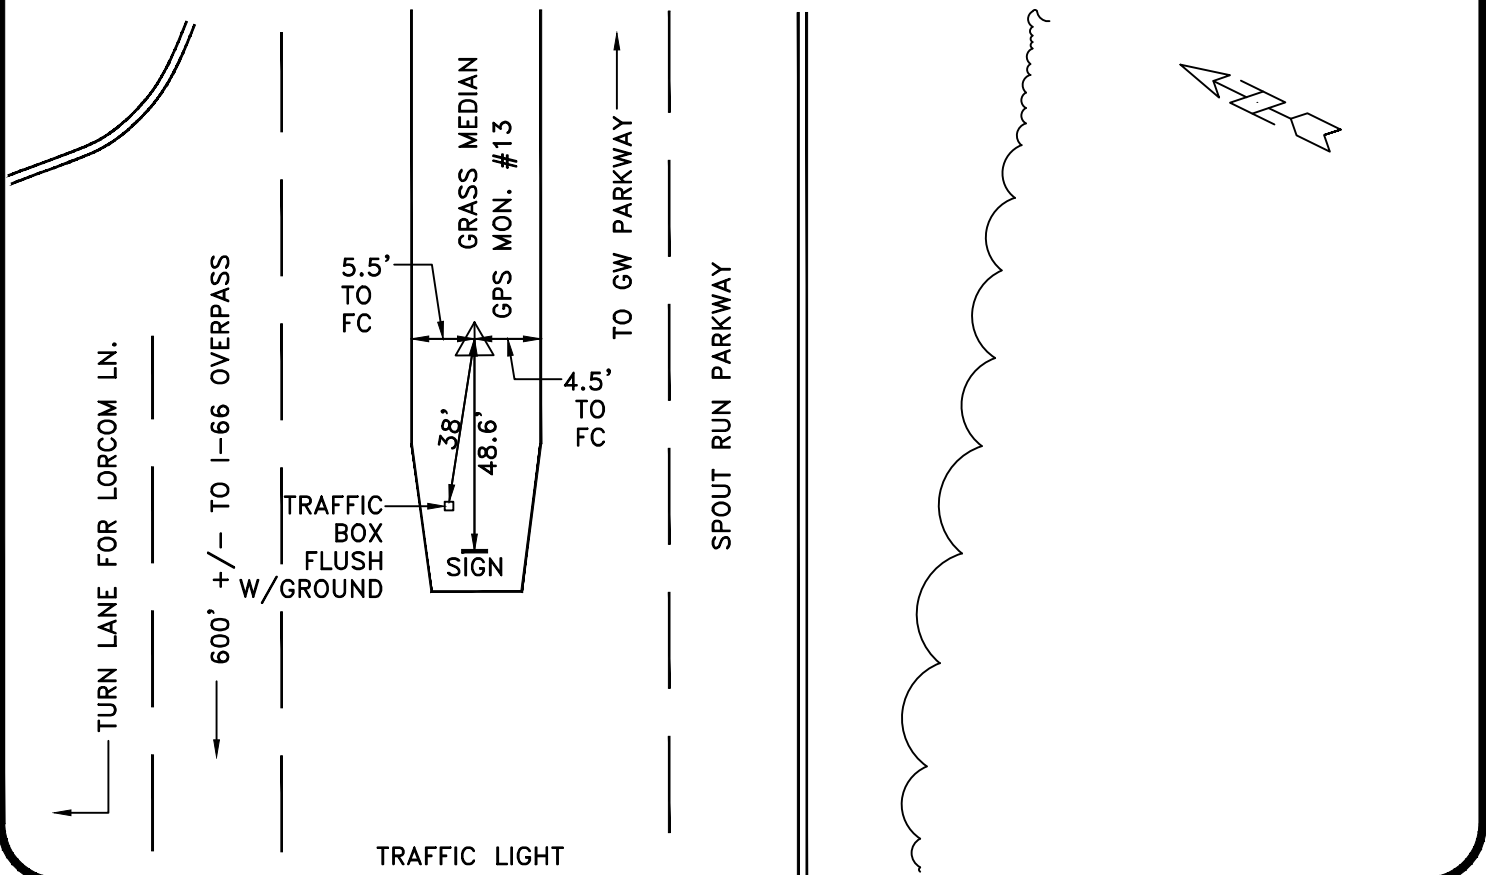 TURN LANE FOR LORCOM LN.
600' +/- TO I-66 OVERPASS
5.5'
TO
FC
GRASS MEDIAN
GPS MON. #13
4.5'
TO
FC
38'
48.6'
TRAFFIC
BOX
FLUSH
W/GROUND
SIGN
TO GW PARKWAY
SPOUT RUN PARKWAY
TRAFFIC LIGHT